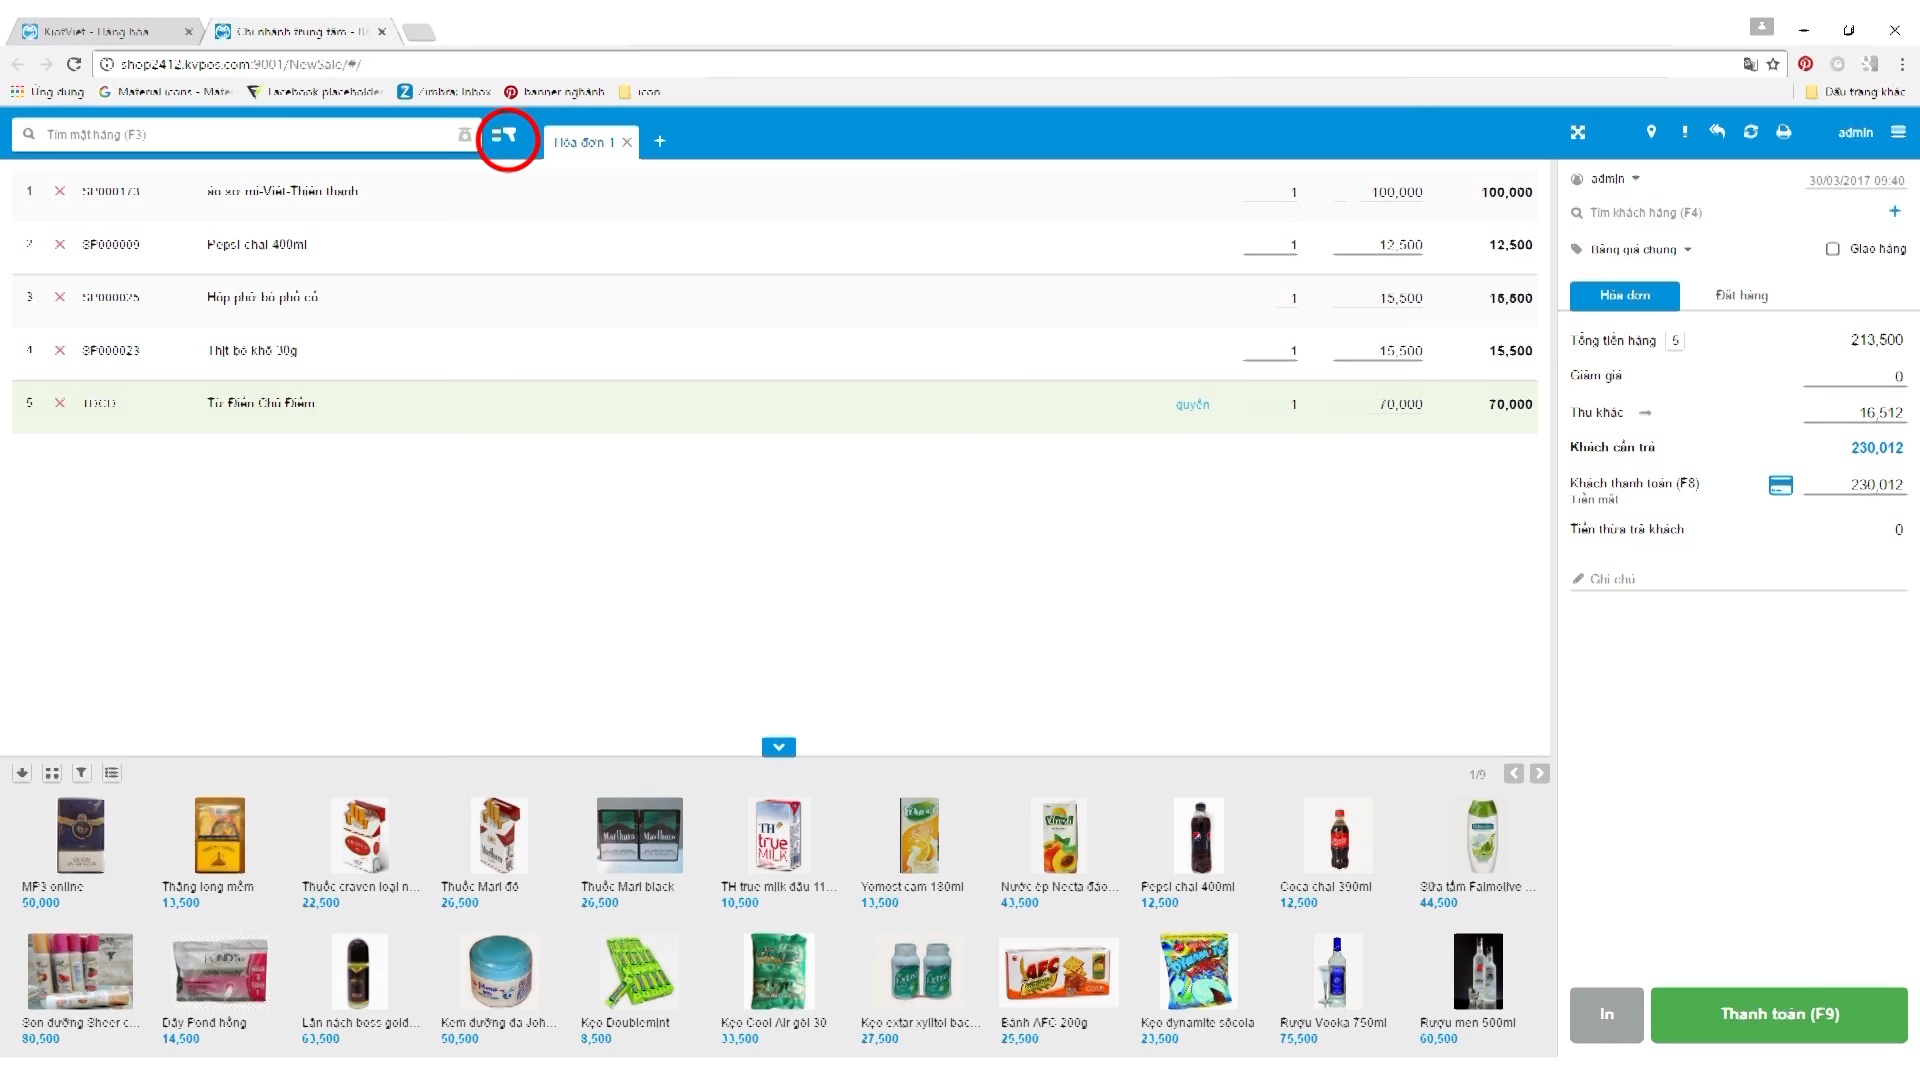 KiotViet - Hàng hóa
Chi nhánh trung tâm - B
shop2412.kvpos.com:9001/NewSale/#/
Ứng dụng
Material icons - Mate
Facebook placeholder
Zimbra: Inbox
banner nghành
icon
Dấu trang khác
Tìm mặt hàng (F3)
Hóa đơn 1
admin
1 SP000173 áo sơ mi-Việt-Thiên thanh 1 100,000 100,000
2 SP000009 Pepsi chai 400ml 1 12,500 12,500
3 SP000025 Hộp phở bò phố cổ 1 15,500 15,500
4 SP000023 Thịt bò khô 30g 1 15,500 15,500
5 Từ Điển Chủ Điểm quyển 1 70,000 70,000
admin
30/03/2017 09:40
Tìm khách hàng (F4)
Bảng giá chung
Giao hàng
Hóa đơn
Đặt hàng
Tổng tiền hàng 5 213,500
Giảm giá 0
Thu khác 16,512
Khách cần trả 230,012
Khách thanh toán (F8) 230,012
Tiền mặt
Tiền thừa trả khách 0
Ghi chú
1/9
MP3 online
50,000
Thăng long mềm
13,500
Thuốc craven loại n...
22,500
Thuốc Marl đỏ
26,500
Thuốc Marl black
26,500
TH true milk dâu 11...
10,500
Yomost cam 180ml
13,500
Nước ép Necta đào...
43,500
Pepsi chai 400ml
12,500
Coca chai 390ml
12,500
Sữa tắm Palmolive ...
44,500
Son dưỡng Sheer c...
80,500
Dây Pond hồng
14,500
Lăn nách boss gold...
63,500
Kem dưỡng da Joh...
50,500
Kẹo Doublemint
8,500
Kẹo Cool Air gói 30
33,500
Kẹo extar xylitol bạc...
27,500
Bánh AFC 200g
25,500
Kẹo dynamite sôcola
23,500
Rượu Vodka 750ml
75,500
Rượu men 500ml
60,500
In
Thanh toán (F9)